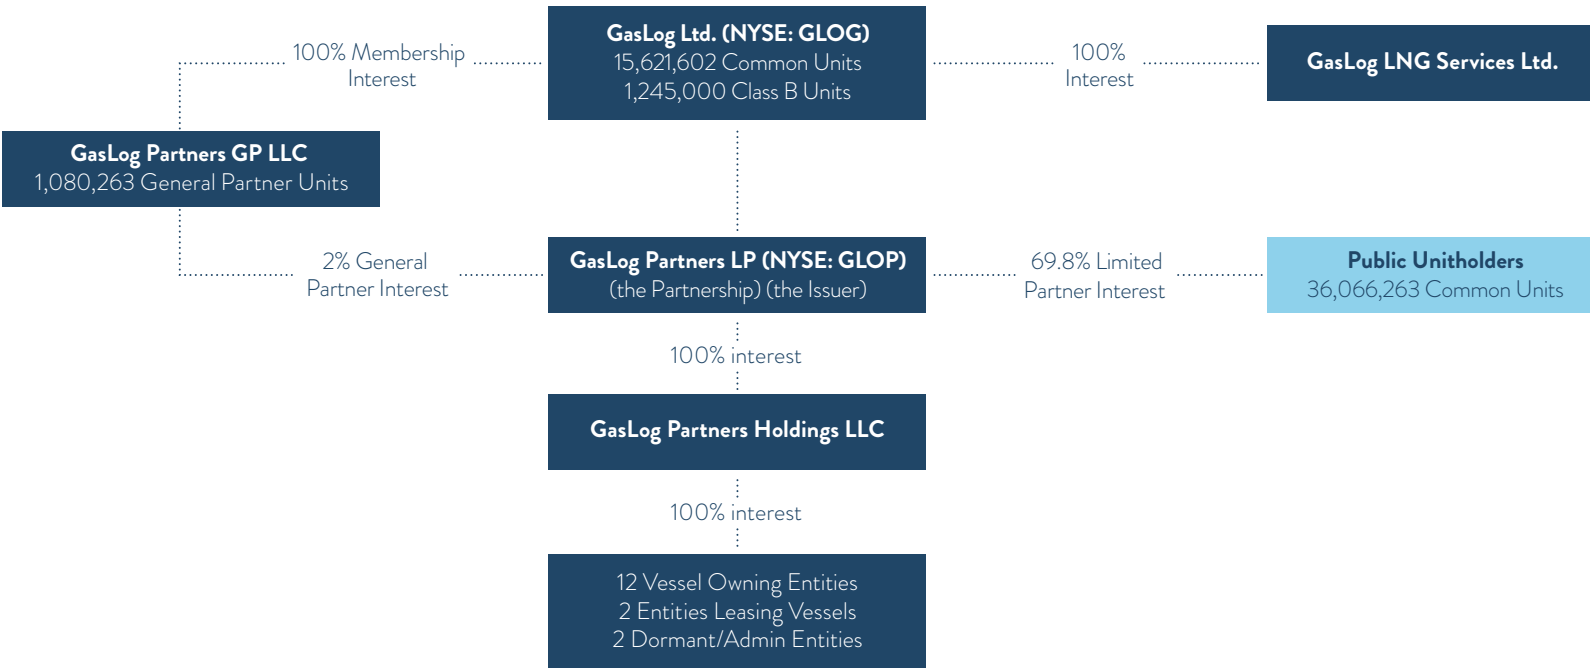 GasLog Ltd. (NYSE: GLOG)
15,621,602 Common Units
1,245,000 Class B Units
100% Membership
Interest
100%
Interest
GasLog LNG Services Ltd.
GasLog Partners GP LLC
1,080,263 General Partner Units
2% General
Partner Interest
GasLog Partners LP (NYSE: GLOP)
(the Partnership) (the Issuer)
69.8% Limited
Partner Interest
Public Unitholders
36,066,263 Common Units
100% interest
GasLog Partners Holdings LLC
100% interest
12 Vessel Owning Entities
2 Entities Leasing Vessels
2 Dormant/Admin Entities